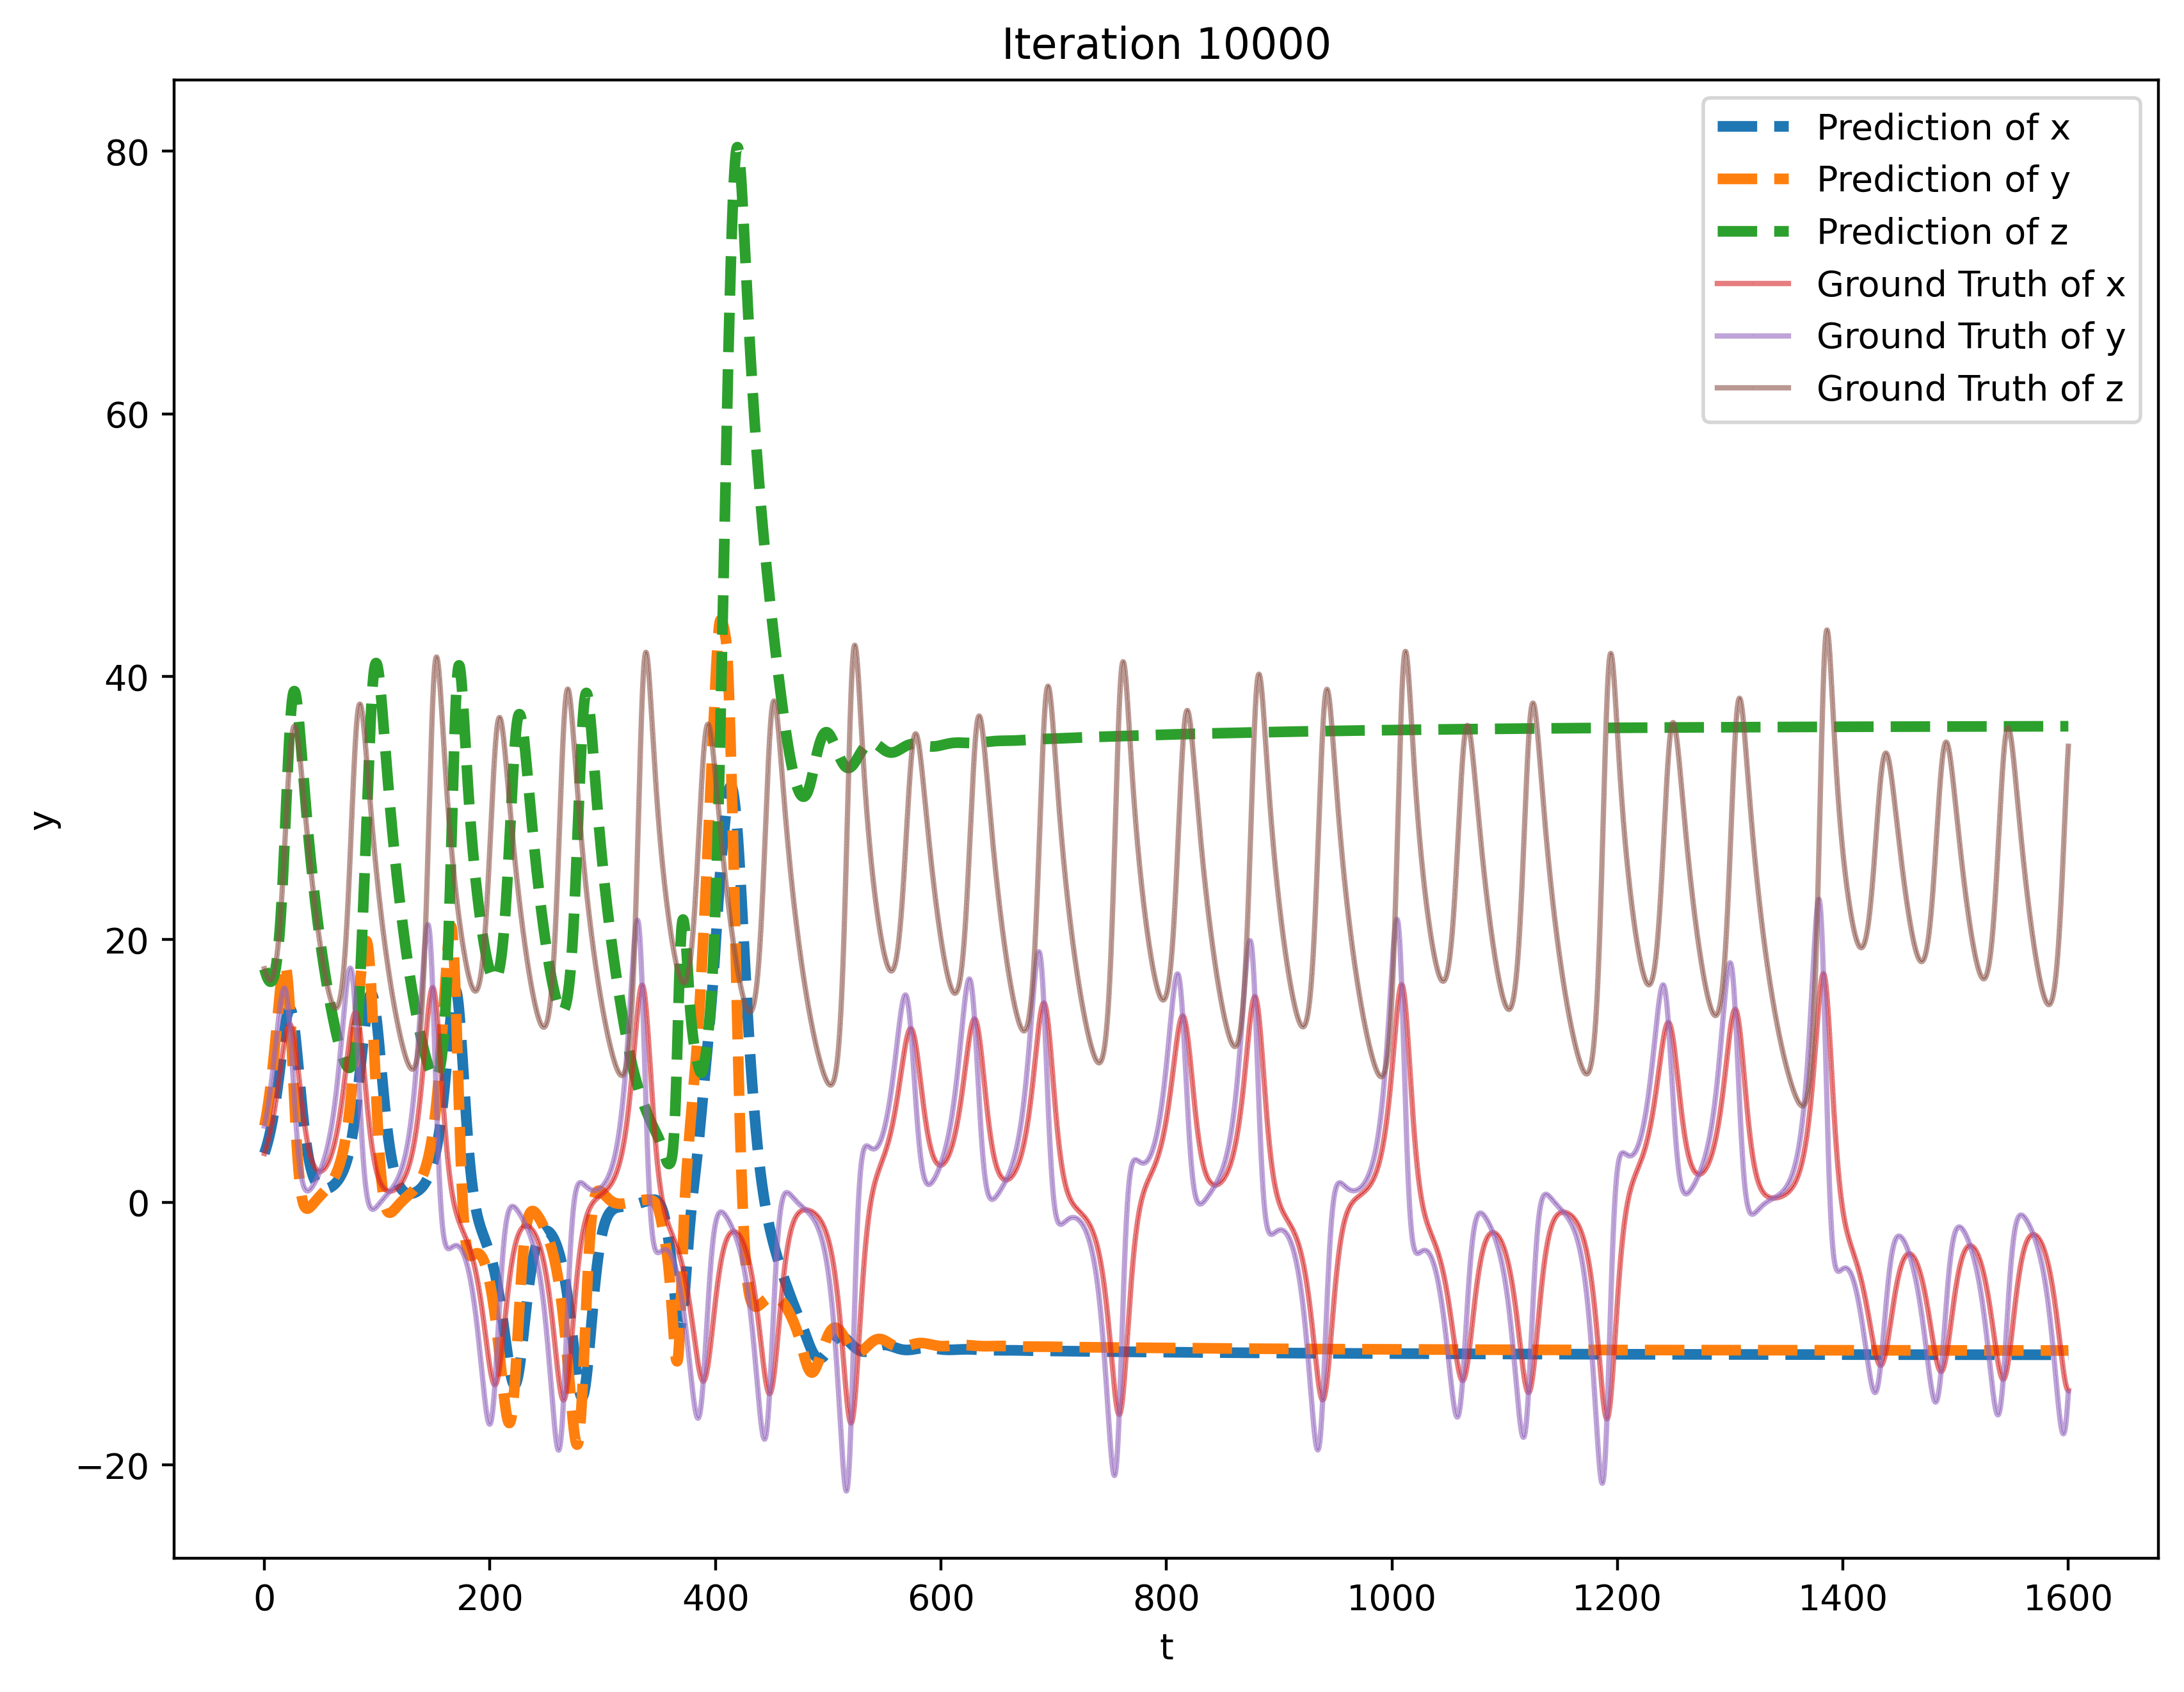 Iteration 10000
Prediction of x
Prediction of y
Prediction of z
Ground Truth of x
Ground Truth of y
Ground Truth of z
80
60
40
20
0
−20
y
0 200 400 600 800 1000 1200 1400 1600
t